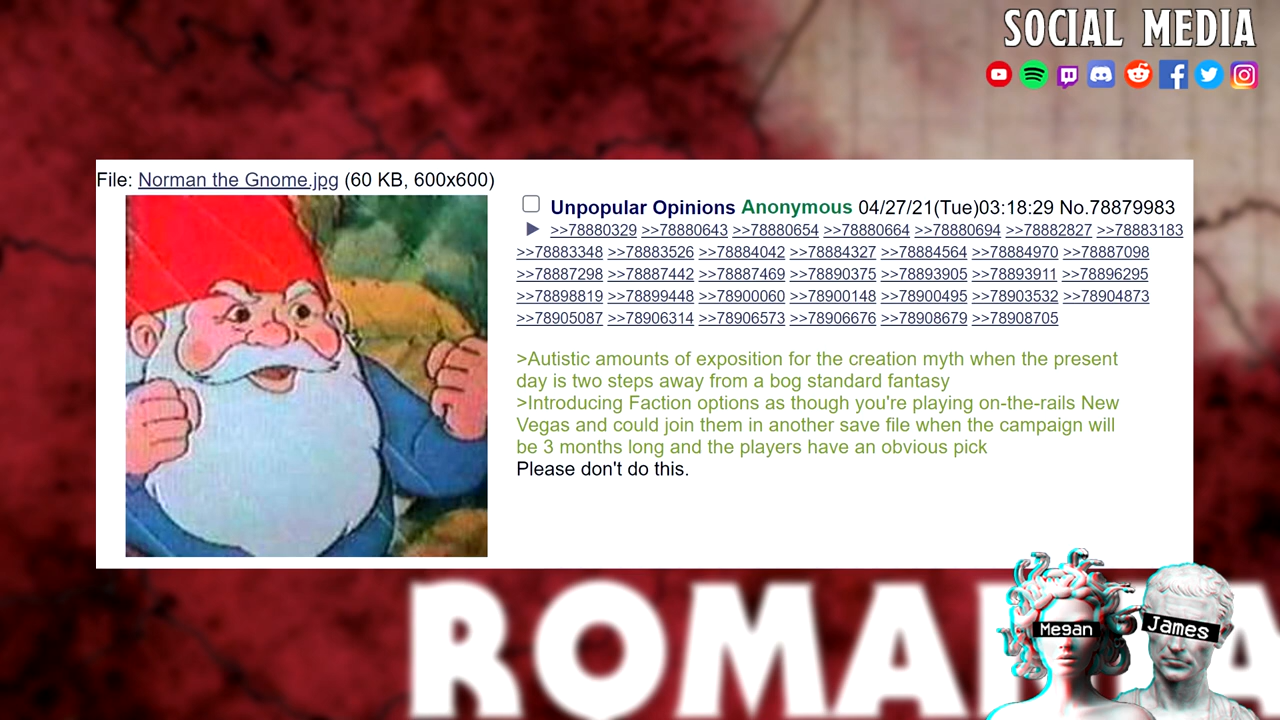 SOCIAL MEDIA
File: Norman the Gnome.jpg (60 KB, 600x600)
Unpopular Opinions Anonymous 04/27/21(Tue)03:18:29 No.78879983
>>78880329 >>78880643 >>78880654 >>78880664 >>78880694 >>78882827 >>78883183
>>78883348 >>78883526 >>78884042 >>78884327 >>78884564 >>78884970 >>78887098
>>78887298 >>78887442 >>78887469 >>78890375 >>78893905 >>78893911 >>78896295
>>78898819 >>78899448 >>78900060 >>78900148 >>78900495 >>78903532 >>78904873
>>78905087 >>78906314 >>78906573 >>78906676 >>78908679 >>78908705
>Autistic amounts of exposition for the creation myth when the present
day is two steps away from a bog standard fantasy
>Introducing Faction options as though you're playing on-the-rails New
Vegas and could join them in another save file when the campaign will
be 3 months long and the players have an obvious pick
Please don't do this.
Megan
James